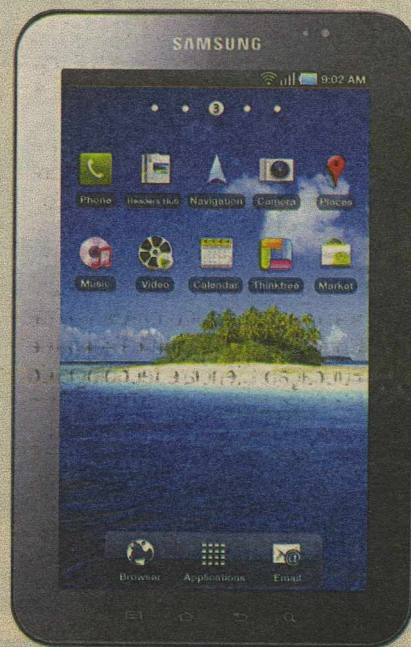 SAMSUNG
9:02 AM
3
Phone Readers Hub Navigation Camera Places
Music Video Calendar Thinkfree Market
Browser Applications Email